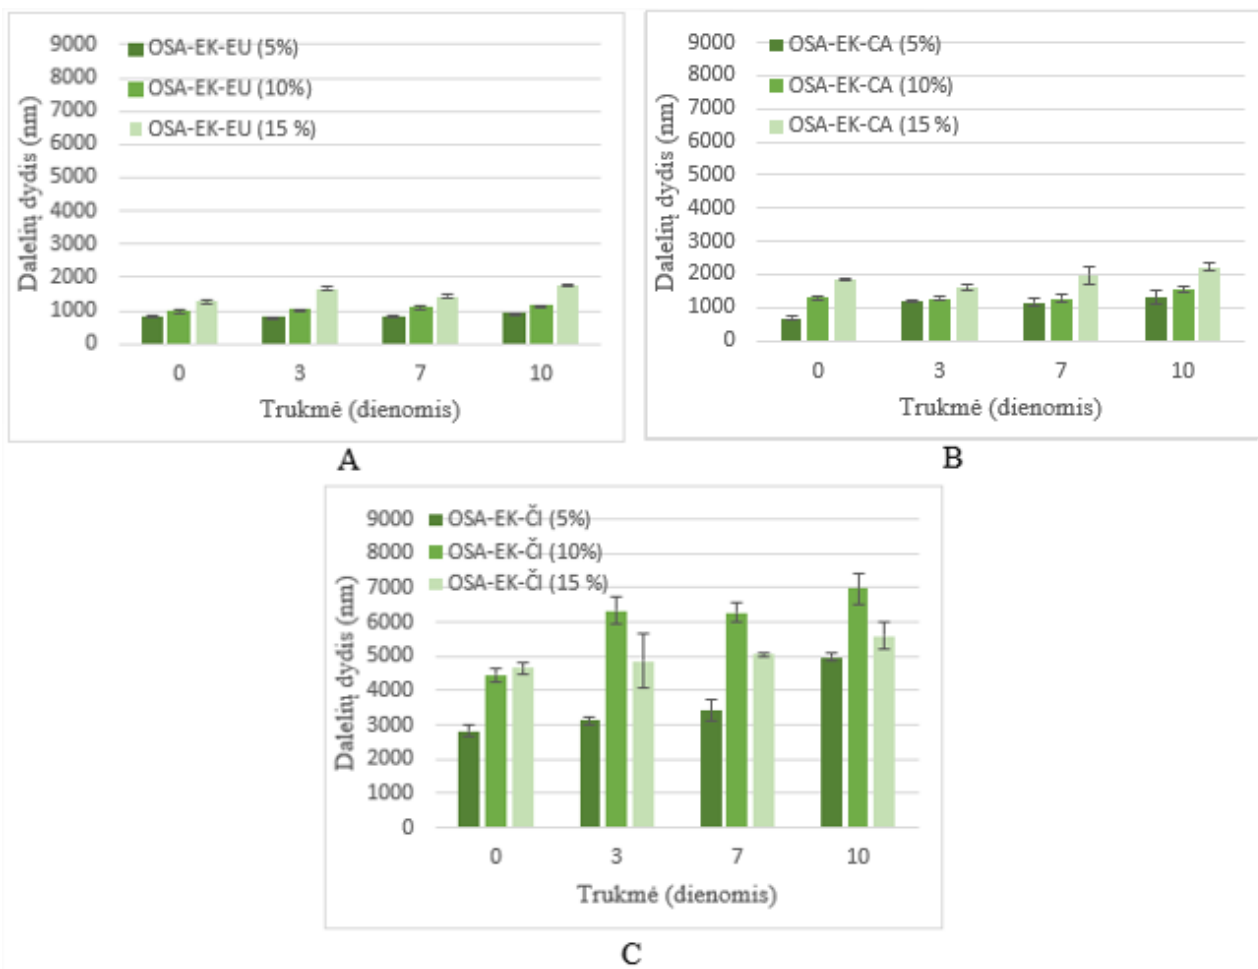 9000
8000
7000
6000
5000
4000
3000
2000
1000
0
Dalelių dydis (nm)
OSA-EK-EU (5%)
OSA-EK-EU (10%)
OSA-EK-EU (15 %)
0 3 7 10
Trukmė (dienomis)
A
9000
8000
7000
6000
5000
4000
3000
2000
1000
0
Dalelių dydis (nm)
OSA-EK-CA (5%)
OSA-EK-CA (10%)
OSA-EK-CA (15 %)
0 3 7 10
Trukmė (dienomis)
B
9000
8000
7000
6000
5000
4000
3000
2000
1000
0
Dalelių dydis (nm)
OSA-EK-ČI (5%)
OSA-EK-ČI (10%)
OSA-EK-ČI (15 %)
0 3 7 10
Trukmė (dienomis)
C